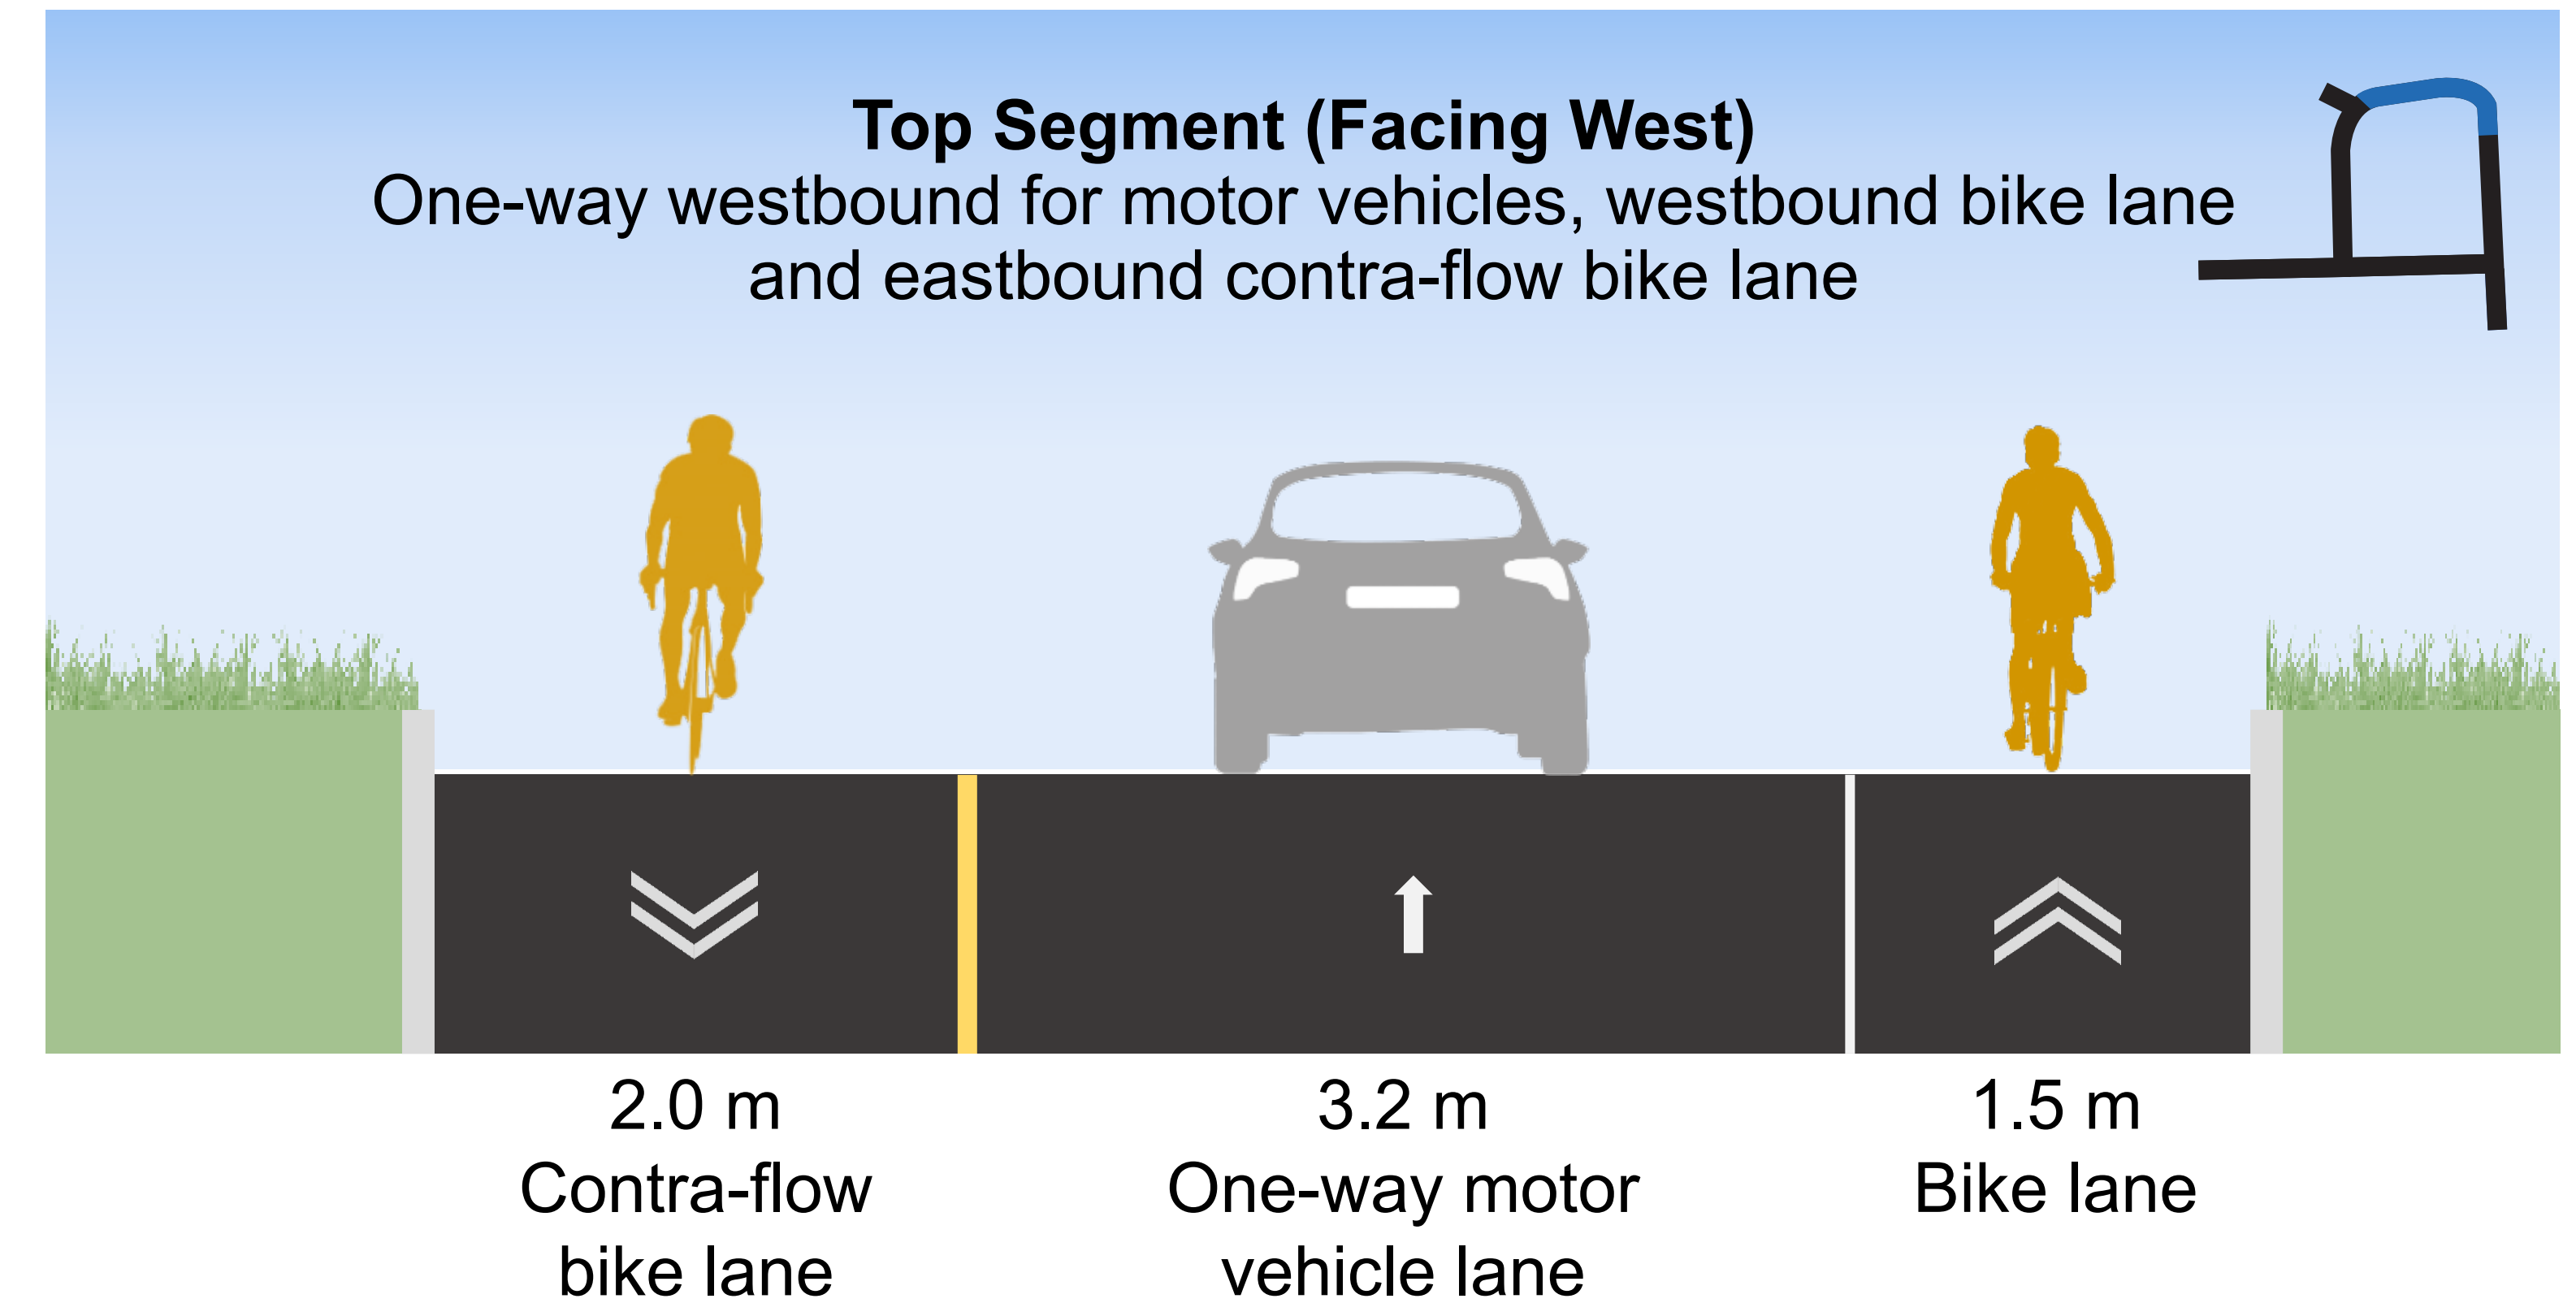 Top Segment (Facing West)
One-way westbound for motor vehicles, westbound bike lane
and eastbound contra-flow bike lane
2.0 m
Contra-flow
bike lane
3.2 m
One-way motor
vehicle lane
1.5 m
Bike lane